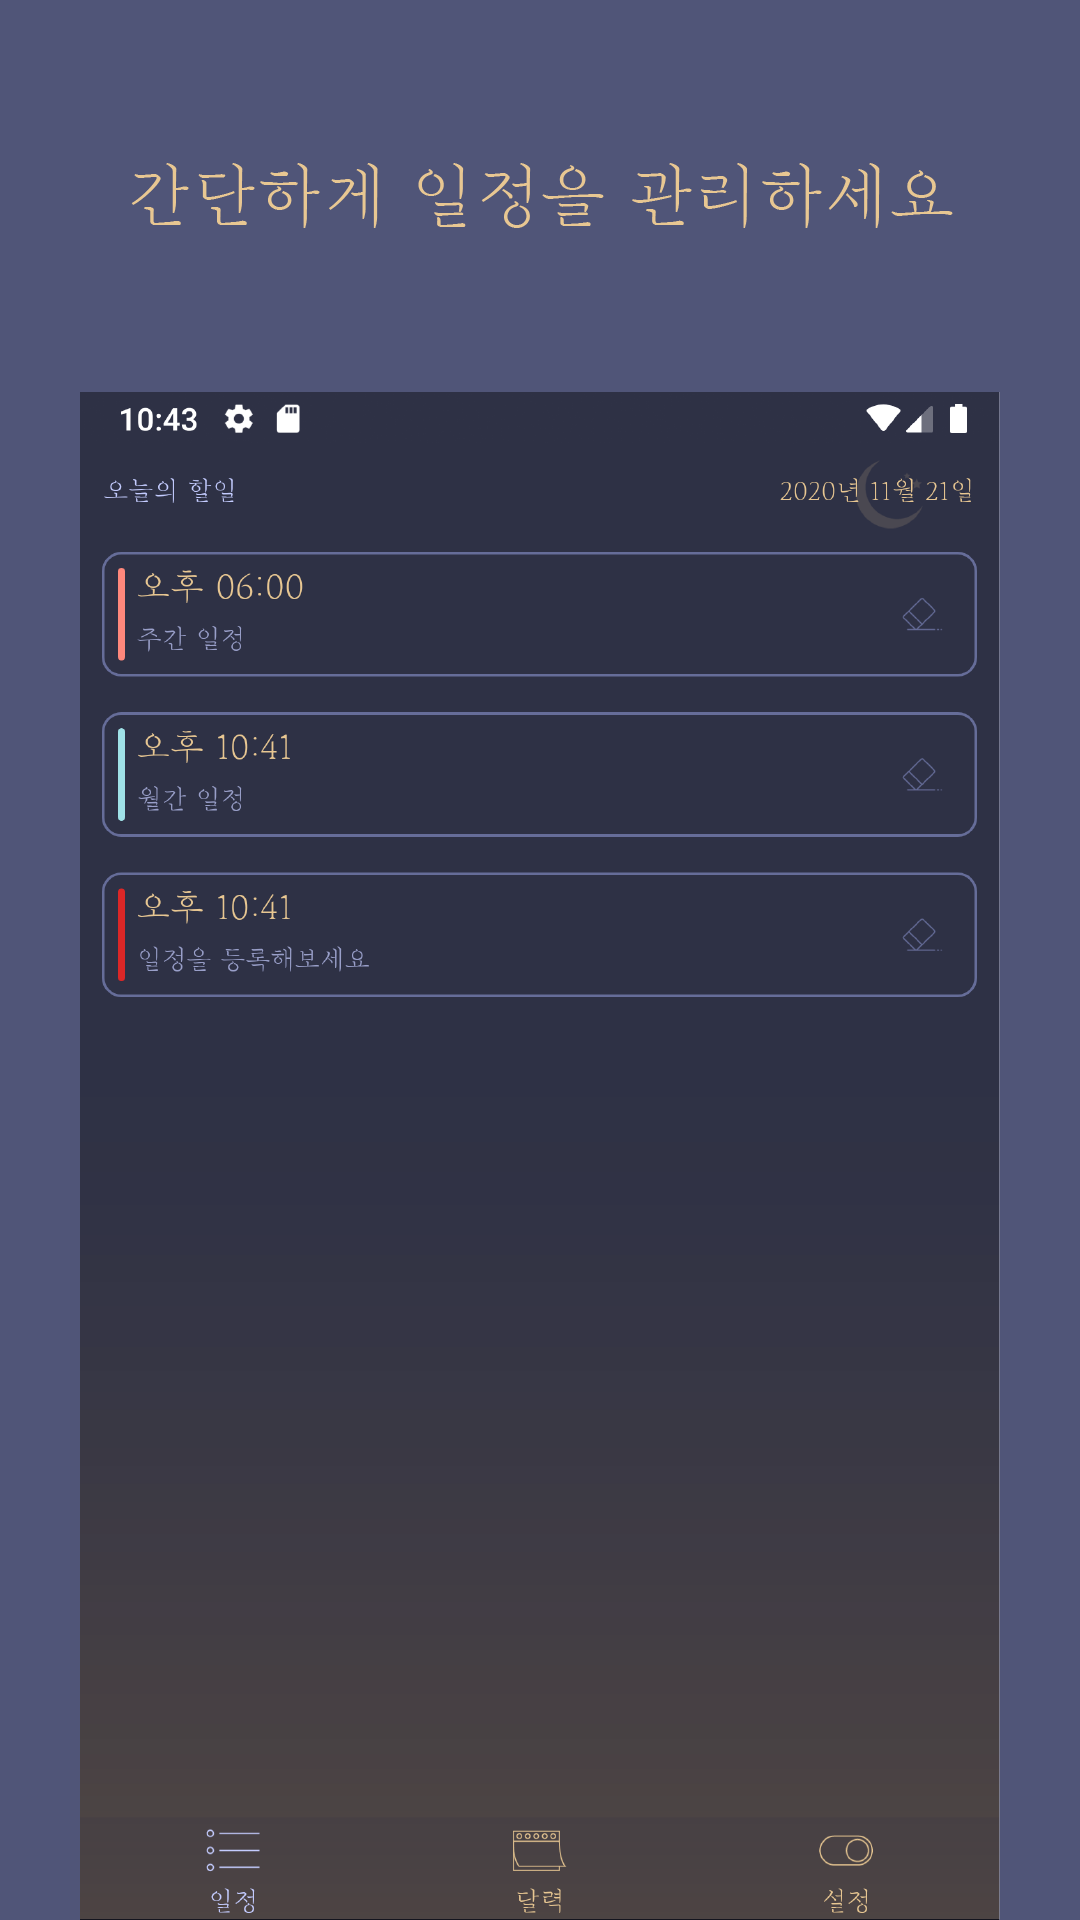 간단하게 일정을 관리하세요
10:43
오늘의 할일 2020년 11월 21일
오후 06:00
주간 일정
오후 10:41
월간 일정
오후 10:41
일정을 등록해보세요
일정 달력 설정